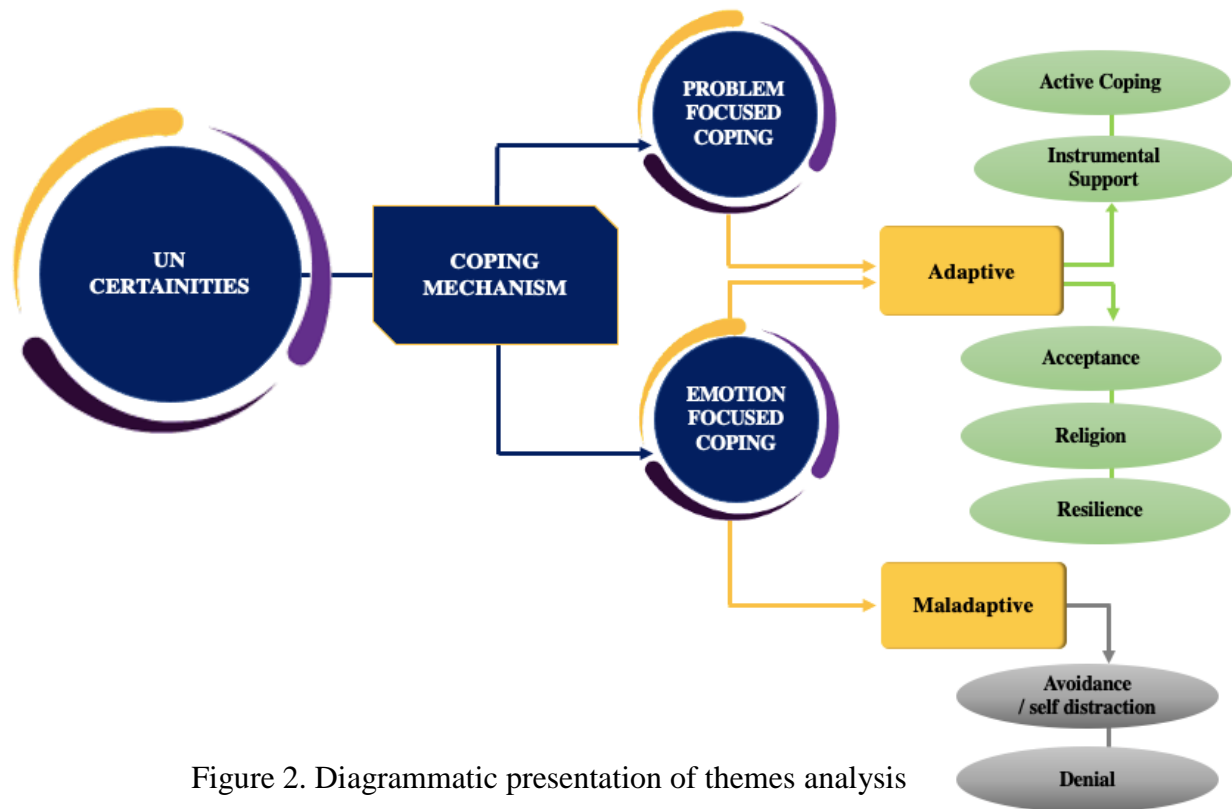 UN
CERTAINITIES
COPING
MECHANISM
PROBLEM
FOCUSED
COPING
EMOTION
FOCUSED
COPING
Adaptive
Maladaptive
Active Coping
Instrumental
Support
Acceptance
Religion
Resilience
Avoidance
/ self distraction
Denial
Figure 2. Diagrammatic presentation of themes analysis